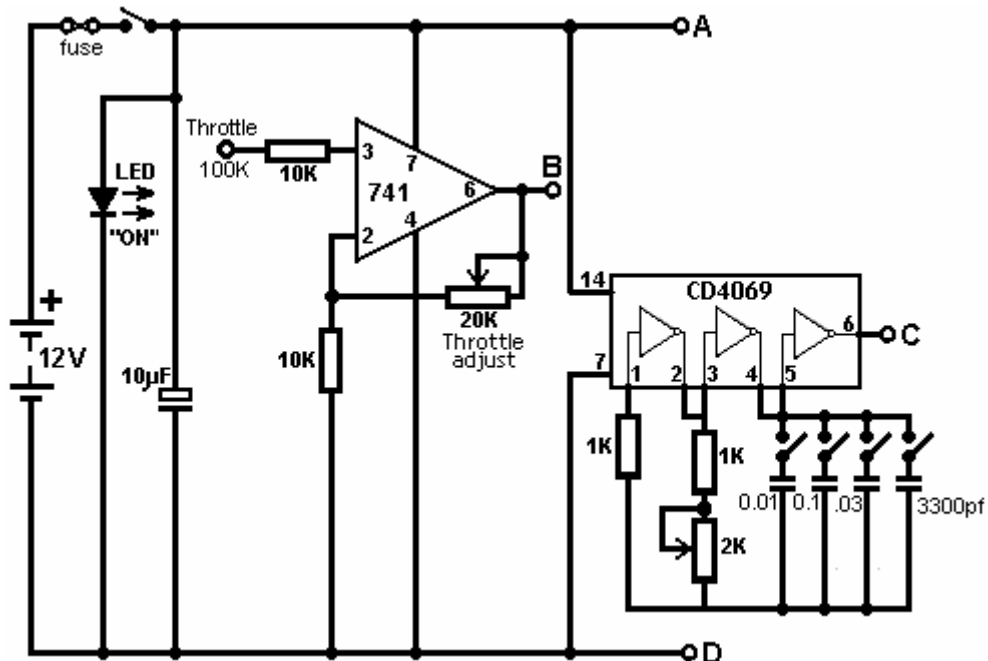 fuse
A
Throttle
100K
10K
3
7
741
6
4
2
B
LED
"ON"
20K
Throttle
adjust
10K
+
12V
10µF
14
CD4069
7
1
2
3
4
5
6
C
1K
1K
2K
0.01
0.1
.03
3300pf
D